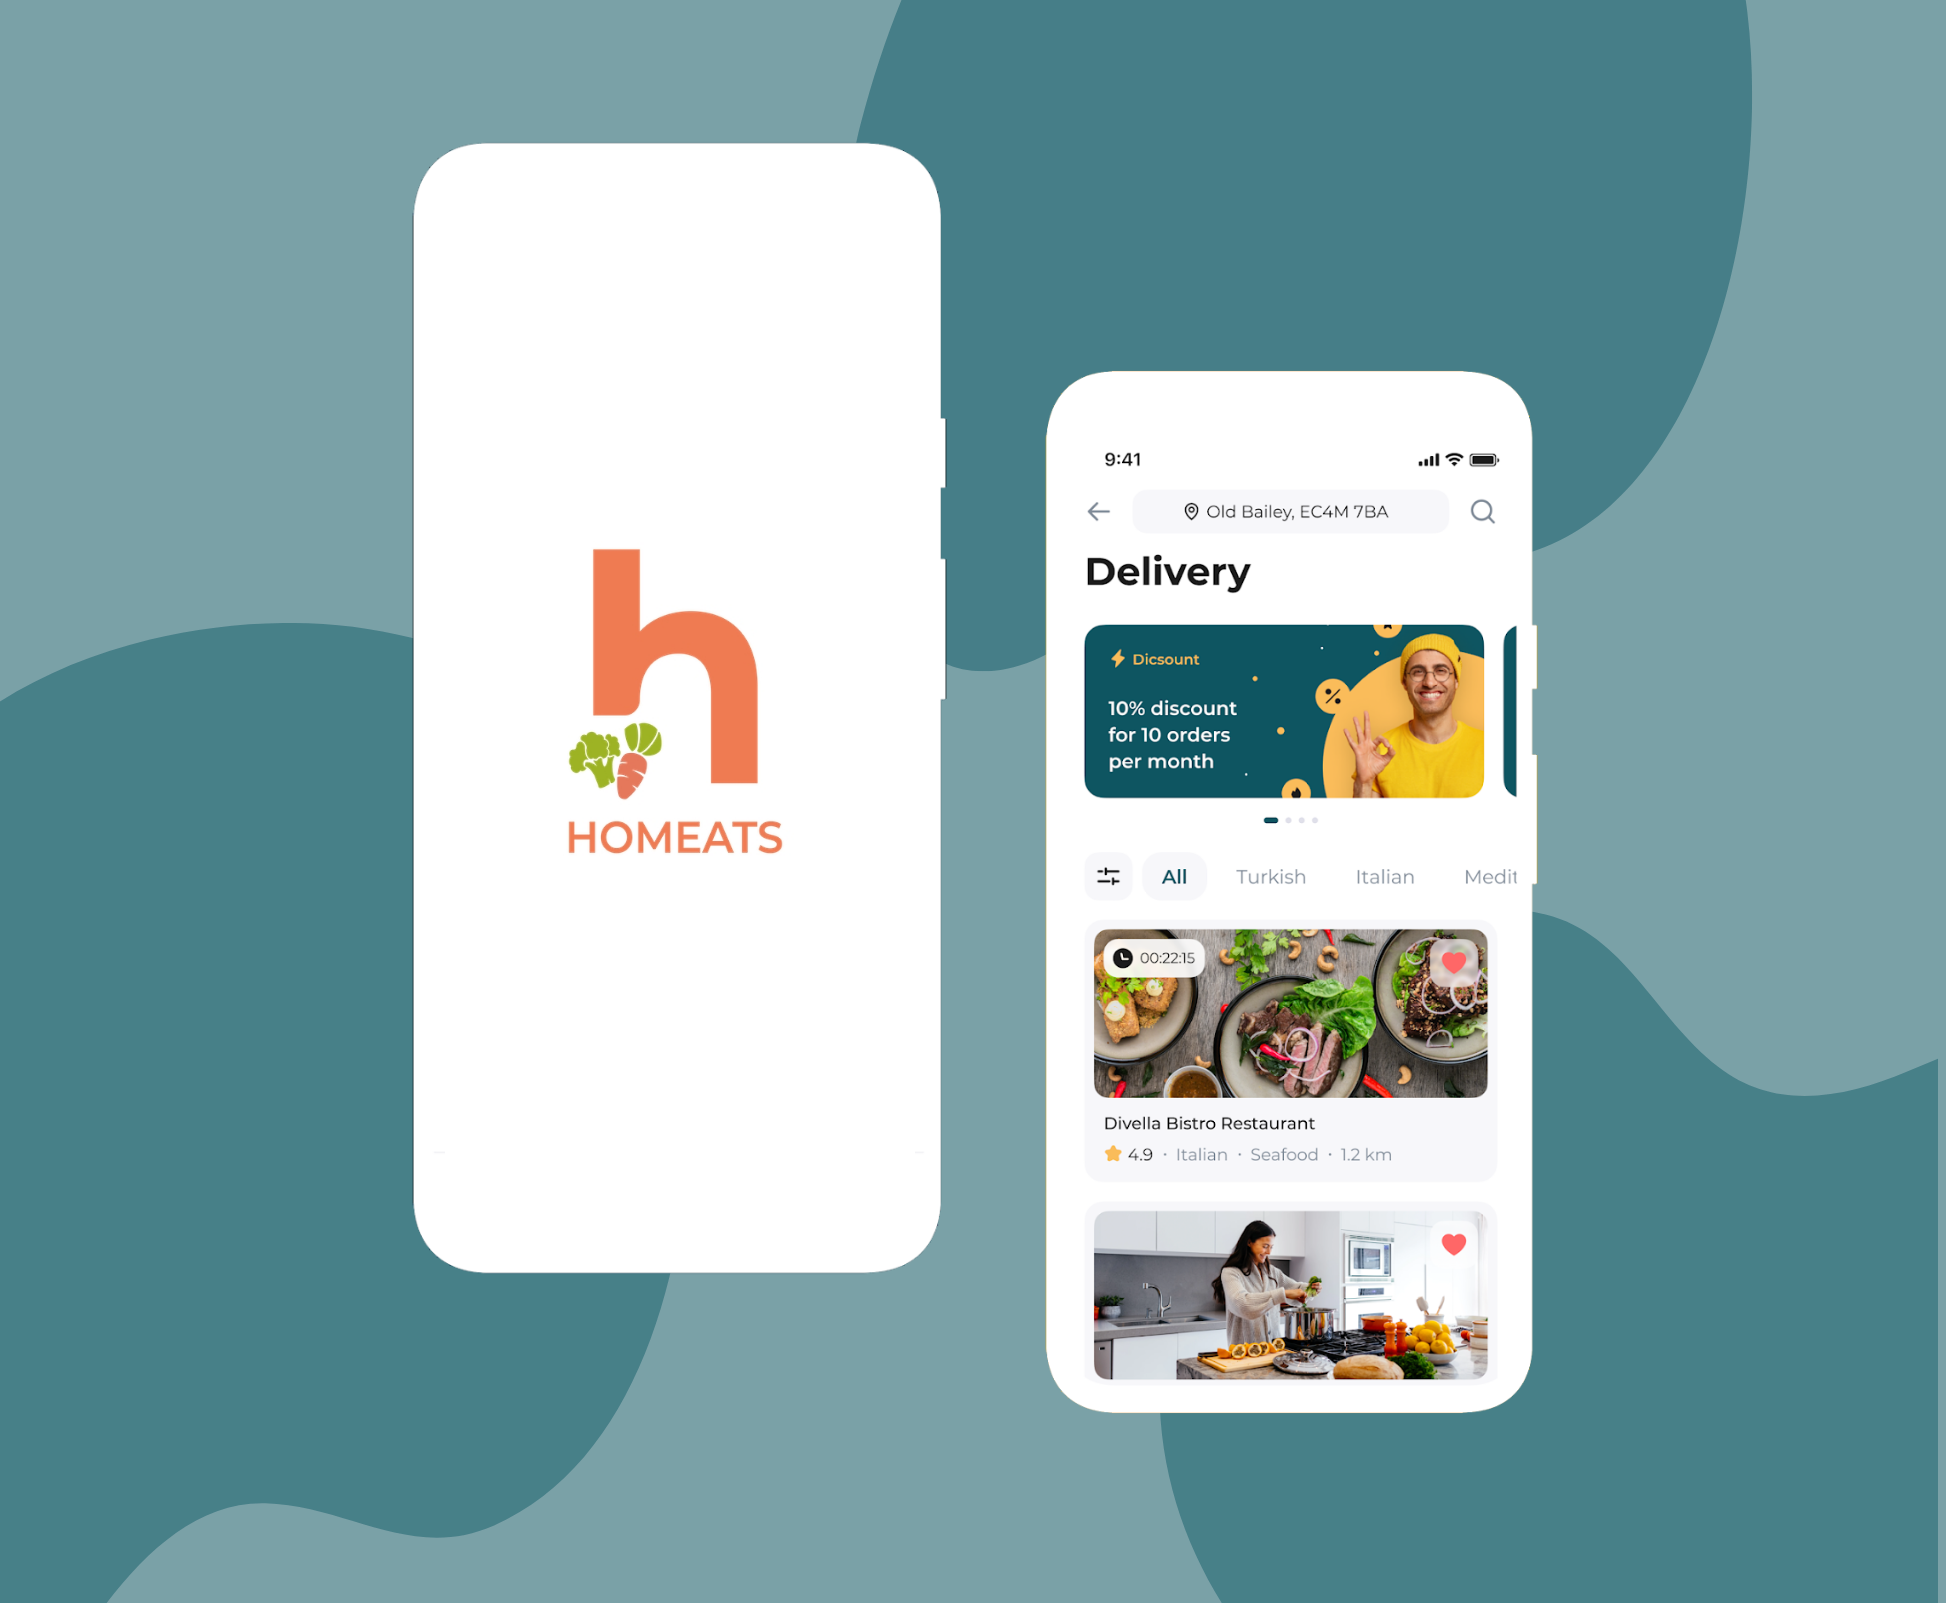 h
HOMEATS
9:41
Old Bailey, EC4M 7BA
Delivery
Dicsount
10% discount
for 10 orders
per month
All Turkish Italian Medit
00:22:15
Divella Bistro Restaurant
4.9 · Italian · Seafood · 1.2 km